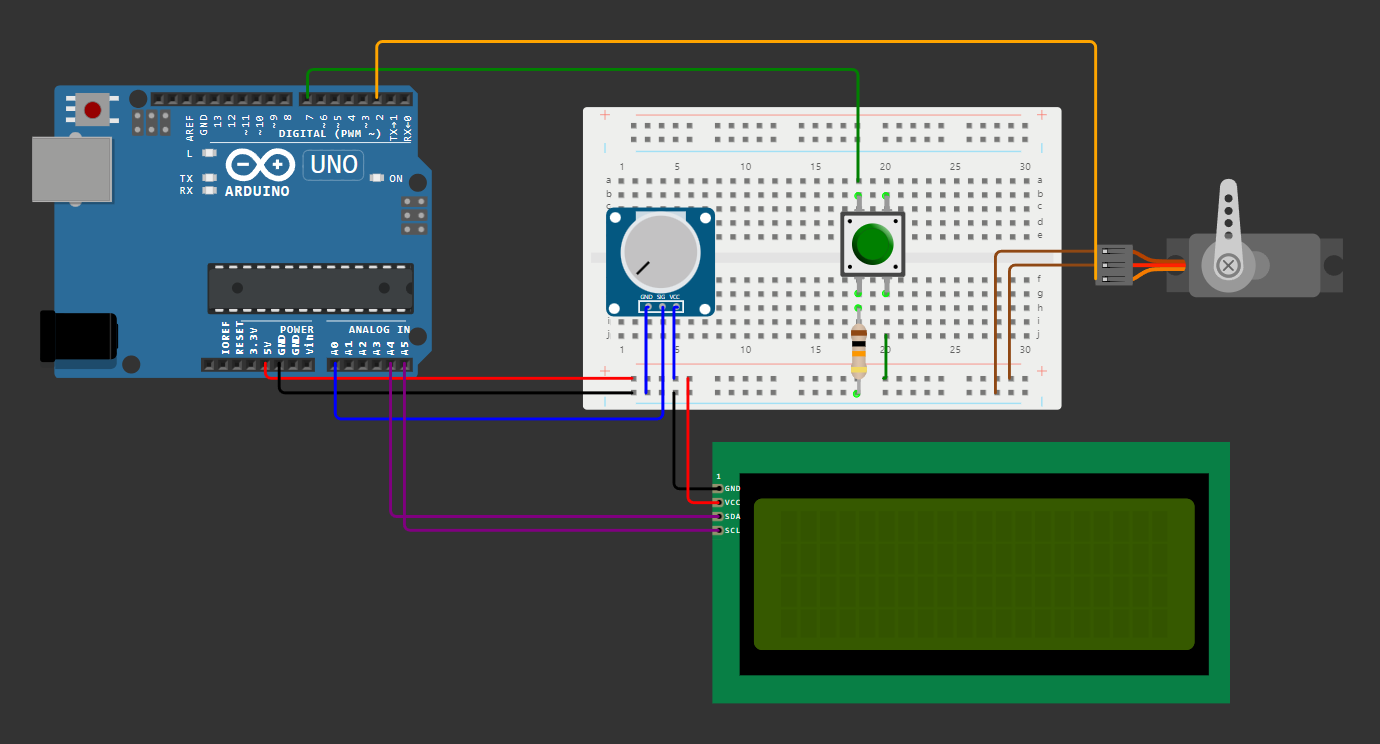 AREF
GND
13
12
~11
~10
~9
8
7
~6
~5
4
~3
2
TX→1
RX←0
DIGITAL (PWM ~)
L
TX
RX
UNO
ON
ARDUINO
POWER
ANALOG IN
IOREF
RESET
3.3V
5V
GND
GND
Vin
A0
A1
A2
A3
A4
A5
+ +
| |
1 5 10 15 20 25 30
a a
b b
c c
d d
e e
f
g
h
i i
j j
1 5 10 15 20 25 30
+ +
| |
GND SIG VCC
1
GND
VCC
SDA
SCL